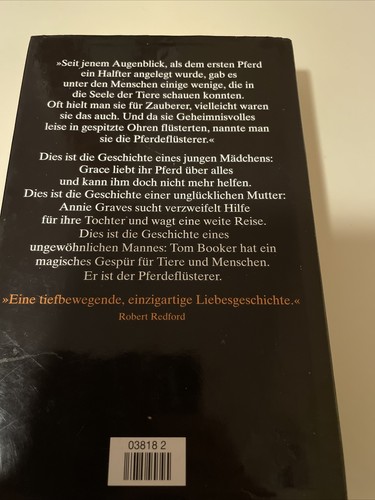 »Seit jenem Augenblick, als dem ersten Pferd
ein Halfter angelegt wurde, gab es
unter den Menschen einige wenige, die in
die Seele der Tiere schauen konnten.
Oft hielt man sie für Zauberer, vielleicht waren
sie das auch. Und da sie Geheimnisvolles
leise in gespitzte Ohren flüsterten, nannte man
sie die Pferdeflüsterer.«
Dies ist die Geschichte eines jungen Mädchens:
Grace liebt ihr Pferd über alles
und kann ihm doch nicht mehr helfen.
Dies ist die Geschichte einer unglücklichen Mutter:
Annie Graves sucht verzweifelt Hilfe
für ihre Tochter und wagt eine weite Reise.
Dies ist die Geschichte eines
ungewöhnlichen Mannes: Tom Booker hat ein
magisches Gespür für Tiere und Menschen.
Er ist der Pferdeflüsterer.
»Eine tiefbewegende, einzigartige Liebesgeschichte.«
Robert Redford
03818 2